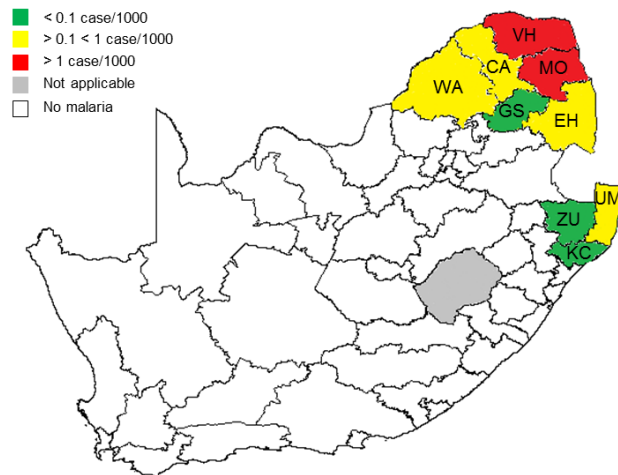 < 0.1 case/1000
> 0.1 < 1 case/1000
> 1 case/1000
Not applicable
No malaria
VH
CA
MO
WA
GS
EH
UM
ZU
KC